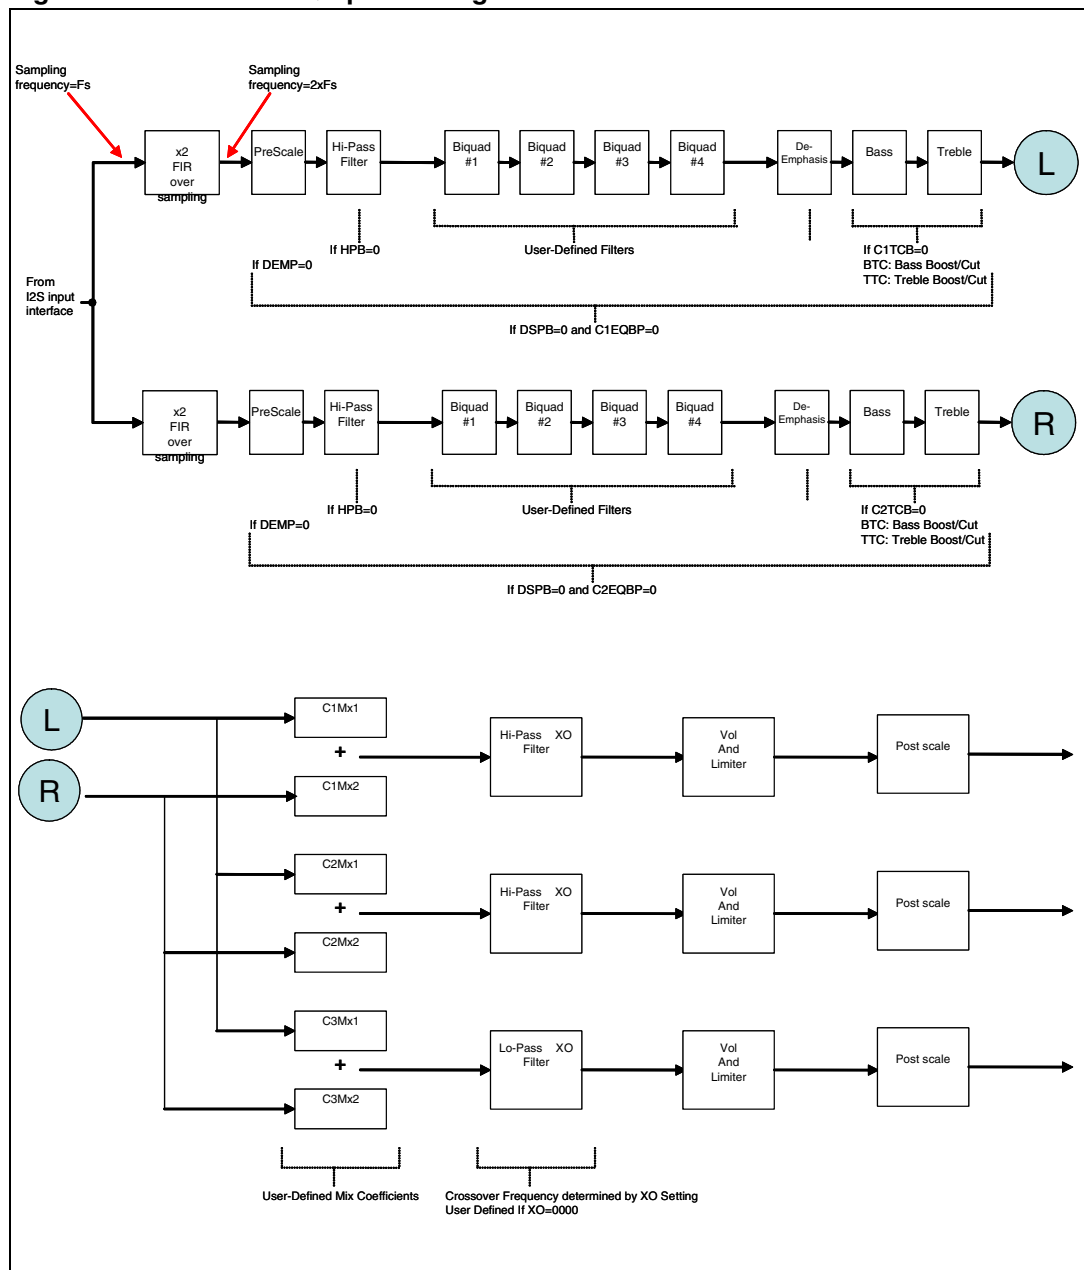 Sampling
frequency=Fs
Sampling
frequency=2xFs
x2
FIR
over
sampling
PreScale
Hi-Pass
Filter
Biquad
#1
Biquad
#2
Biquad
#3
Biquad
#4
De-
Emphasis
Bass
Treble
L
If HPB=0
User-Defined Filters
If C1TCB=0
BTC: Bass Boost/Cut
TTC: Treble Boost/Cut
If DEMP=0
From
I2S input
interface
If DSPB=0 and C1EQBP=0
x2
FIR
over
sampling
PreScale
Hi-Pass
Filter
Biquad
#1
Biquad
#2
Biquad
#3
Biquad
#4
De-
Emphasis
Bass
Treble
R
If HPB=0
User-Defined Filters
If C2TCB=0
BTC: Bass Boost/Cut
TTC: Treble Boost/Cut
If DEMP=0
If DSPB=0 and C2EQBP=0
L
R
C1Mx1
+
C1Mx2
Hi-Pass XO
Filter
Vol
And
Limiter
Post scale
C2Mx1
+
C2Mx2
Hi-Pass XO
Filter
Vol
And
Limiter
Post scale
C3Mx1
+
C3Mx2
Lo-Pass XO
Filter
Vol
And
Limiter
Post scale
User-Defined Mix Coefficients
Crossover Frequency determined by XO Setting
User Defined If XO=0000